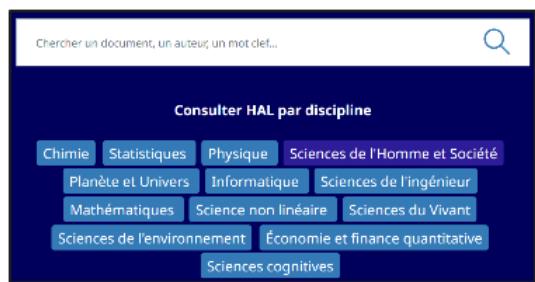 Chercher un document, un auteur, un mot clef...
Consulter HAL par discipline
Chimie Statistiques Physique Sciences de l'Homme et Société
Planète et Univers Informatique Sciences de l'ingénieur
Mathématiques Science non linéaire Sciences du Vivant
Sciences de l'environnement Économie et finance quantitative
Sciences cognitives